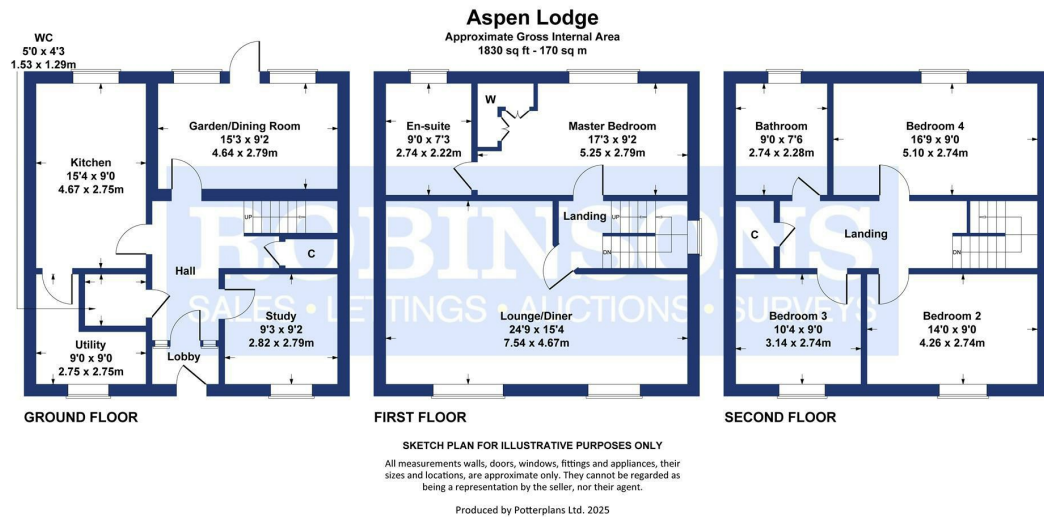 Aspen Lodge
Approximate Gross Internal Area
1830 sq ft - 170 sq m
WC
5'0 x 4'3
1.53 x 1.29m
Garden/Dining Room
15'3 x 9'2
4.64 x 2.79m
Kitchen
15'4 x 9'0
4.67 x 2.75m
UP
C
Hall
Study
9'3 x 9'2
2.82 x 2.79m
Utility
9'0 x 9'0
2.75 x 2.75m
Lobby
GROUND FLOOR
W
En-suite
9'0 x 7'3
2.74 x 2.22m
Master Bedroom
17'3 x 9'2
5.25 x 2.79m
Landing
UP
DN
Lounge/Diner
24'9 x 15'4
7.54 x 4.67m
FIRST FLOOR
Bathroom
9'0 x 7'6
2.74 x 2.28m
Bedroom 4
16'9 x 9'0
5.10 x 2.74m
C
Landing
DN
Bedroom 3
10'4 x 9'0
3.14 x 2.74m
Bedroom 2
14'0 x 9'0
4.26 x 2.74m
SECOND FLOOR
ROBINSONS
SALES • LETTINGS • AUCTIONS • SURVEYS
SKETCH PLAN FOR ILLUSTRATIVE PURPOSES ONLY
All measurements walls, doors, windows, fittings and appliances, their
sizes and locations, are approximate only. They cannot be regarded as
being a representation by the seller, nor their agent.
Produced by Potterplans Ltd. 2025